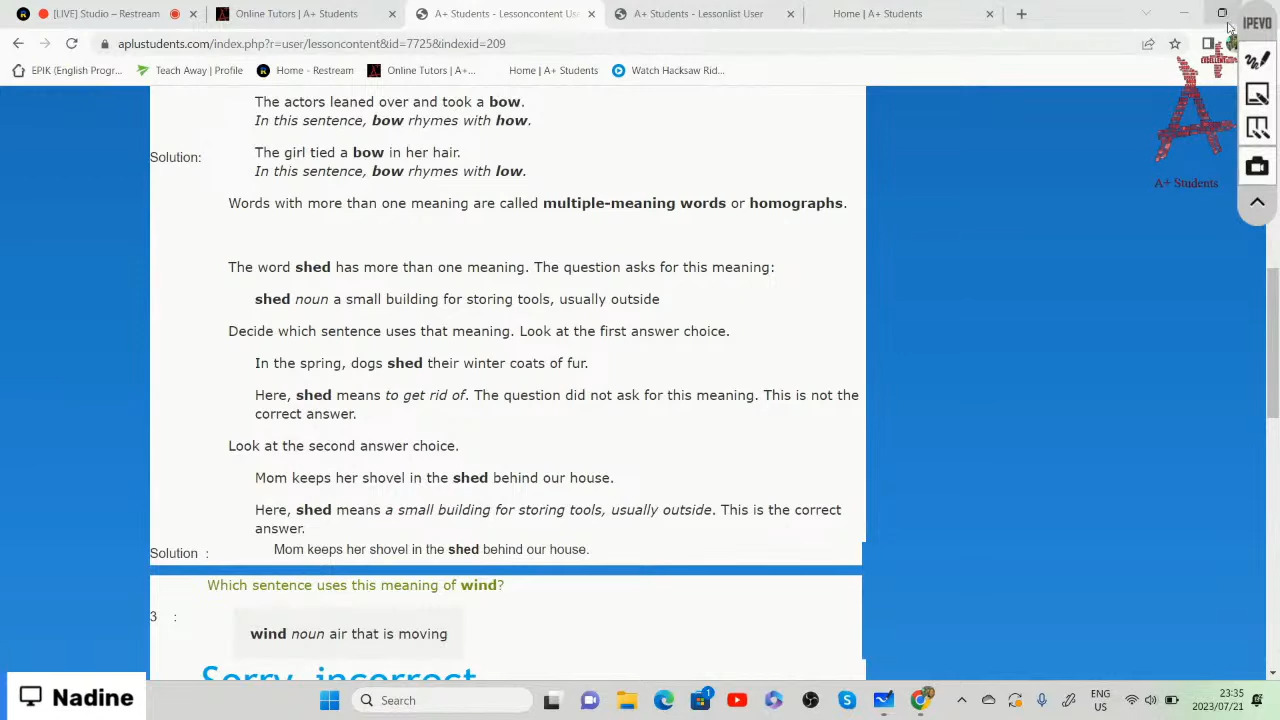 [LIVE] Studio – Restream
Online Tutors | A+ Students
A+ Students - Lessoncontent Use
A+ Students - Lessonlist User
Home | A+ Students
IPEVO
aplustudents.com/index.php?r=user/lessoncontent&id=7725&indexid=209
EPIK (English Progr...
Teach Away | Profile
Home - Restream
Online Tutors | A+...
Home | A+ Students
Watch Hacksaw Rid...
A+ Students
The actors leaned over and took a bow.
In this sentence, bow rhymes with how.
Solution:
The girl tied a bow in her hair.
In this sentence, bow rhymes with low.
Words with more than one meaning are called multiple-meaning words or homographs.
The word shed has more than one meaning. The question asks for this meaning:
shed noun a small building for storing tools, usually outside
Decide which sentence uses that meaning. Look at the first answer choice.
In the spring, dogs shed their winter coats of fur.
Here, shed means to get rid of. The question did not ask for this meaning. This is not the
correct answer.
Look at the second answer choice.
Mom keeps her shovel in the shed behind our house.
Here, shed means a small building for storing tools, usually outside. This is the correct
answer.
Solution : Mom keeps her shovel in the shed behind our house.
Which sentence uses this meaning of wind?
3 :
wind noun air that is moving
Sorry, incorrect
Nadine
Search
1
ENG
US
23:35
2023/07/21